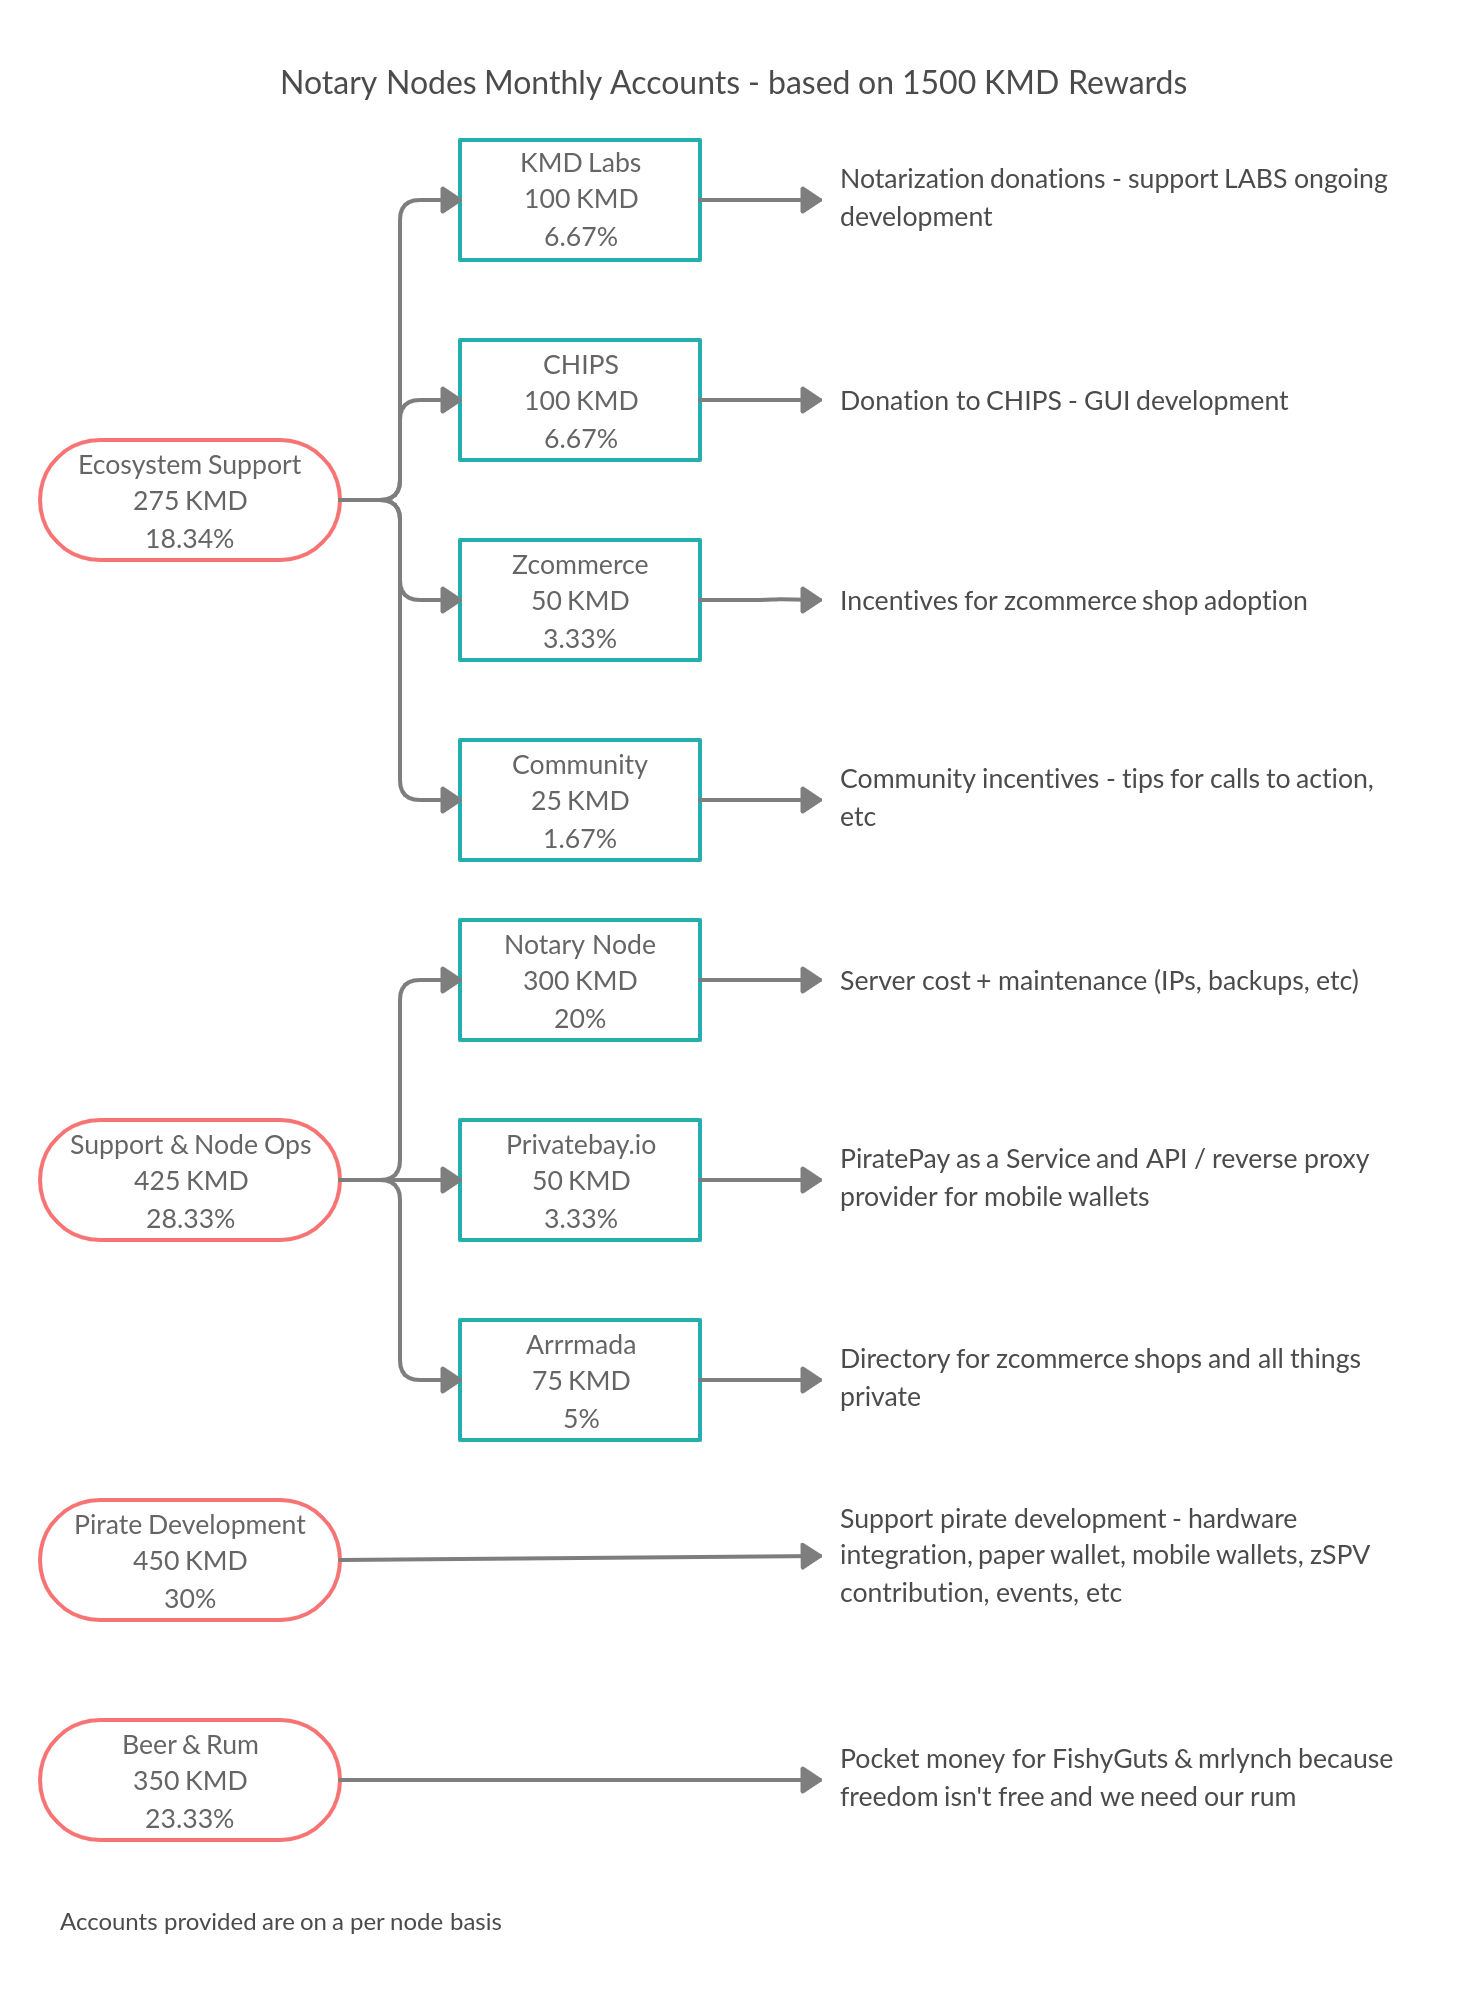 Notary Nodes Monthly Accounts - based on 1500 KMD Rewards
KMD Labs
100 KMD
6.67%
Notarization donations - support LABS ongoing
development
CHIPS
100 KMD
6.67%
Donation to CHIPS - GUI development
Ecosystem Support
275 KMD
18.34%
Zcommerce
50 KMD
3.33%
Incentives for zcommerce shop adoption
Community
25 KMD
1.67%
Community incentives - tips for calls to action,
etc
Notary Node
300 KMD
20%
Server cost + maintenance (IPs, backups, etc)
Support & Node Ops
425 KMD
28.33%
Privatebay.io
50 KMD
3.33%
PiratePay as a Service and API / reverse proxy
provider for mobile wallets
Arrrmada
75 KMD
5%
Directory for zcommerce shops and all things
private
Pirate Development
450 KMD
30%
Support pirate development - hardware
integration, paper wallet, mobile wallets, zSPV
contribution, events, etc
Beer & Rum
350 KMD
23.33%
Pocket money for FishyGuts & mrlynch because
freedom isn't free and we need our rum
Accounts provided are on a per node basis